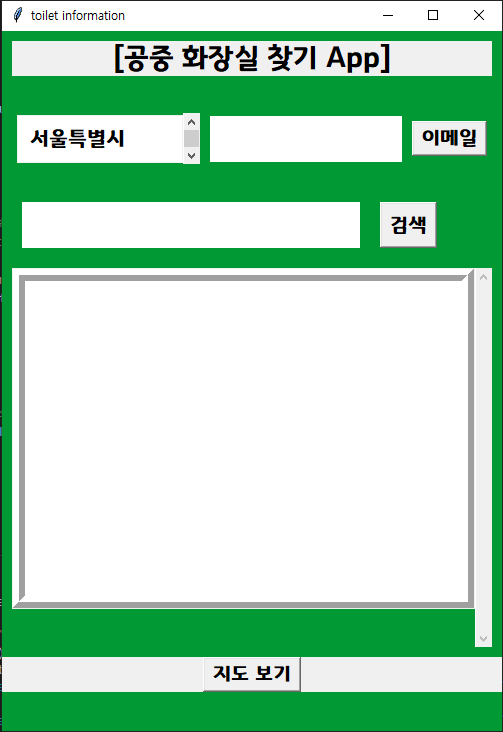 toilet information
[공중 화장실 찾기 App]
서울특별시
이메일
검색
지도 보기